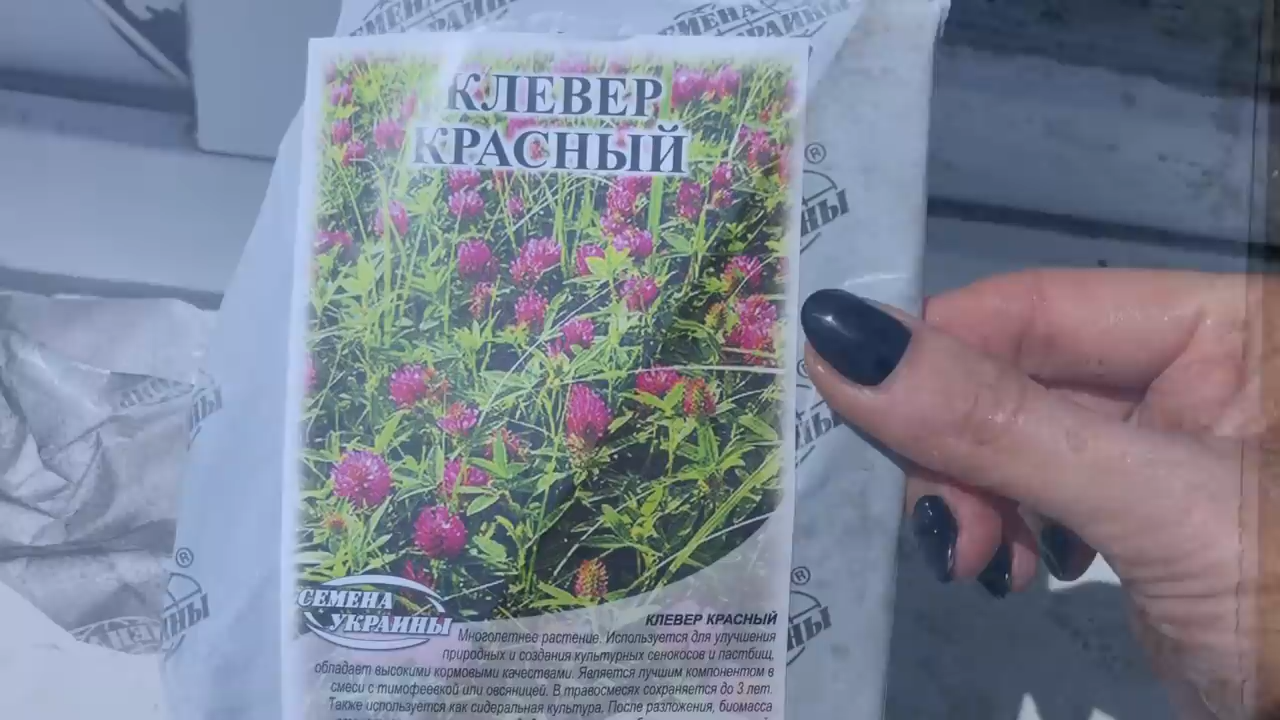 СЕМЕНА
УКРАИНЫ
КЛЕВЕР
КРАСНЫЙ
СЕМЕНА
УКРАИНЫ
КЛЕВЕР КРАСНЫЙ
Многолетнее растение. Используется для улучшения
природных и создания культурных сенокосов и пастбищ,
обладает высокими кормовыми качествами. Является лучшим компонентом в
смеси с тимофеевкой или овсяницей. В травосмесях сохраняется до 3 лет.
Также используется как сидеральная культура. После разложения, биомасса